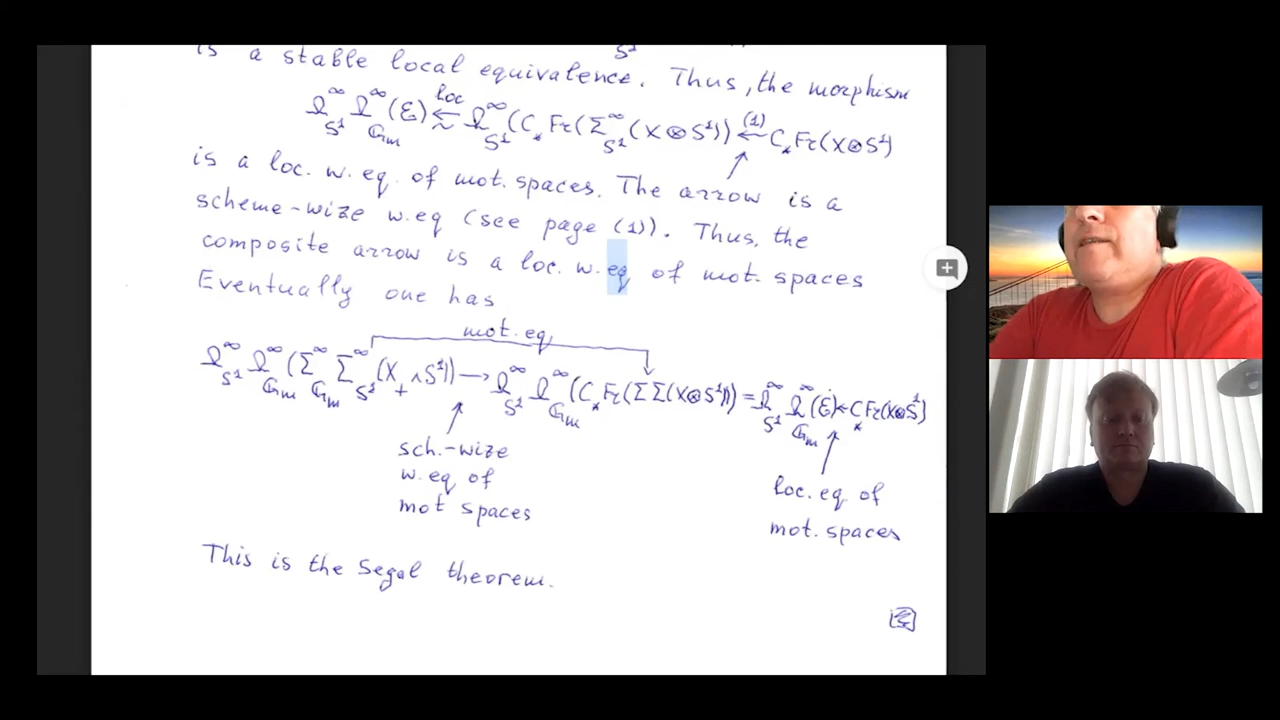 is a stable local equivalence. Thus, the morphism
Ω^∞_{S^1} Ω^∞_{G_m} (ℰ) ←^{loc}_∼ Ω^∞_{S^1} (C_* Fr(Σ^∞_{S^1} (X⊗S^1)) ←^{(1)} C_* Fr(X⊗S^1)
is a loc. w. eq. of mot. spaces. The arrow is a
scheme-wize w.eq (see page (1)). Thus, the
composite arrow is a loc. w. eq of mot. spaces
Eventually one has
mot. eq
Ω^∞_{S^1} Ω^∞_{G_m} (Σ^∞_{G_m} Σ^∞_{S^1} (X_+ ∧ S^1)) → Ω^∞_{S^1} Ω^∞_{G_m} (C_* Fr(Σ Σ (X⊗S^1)) = Ω^∞_{S^1} Ω^∞_{G_m} (ℰ) ← C_* Fr(X⊗S^1)
sch.-wize
w. eq of
mot spaces
loc. eq of
mot. spaces
This is the Segal theorem.